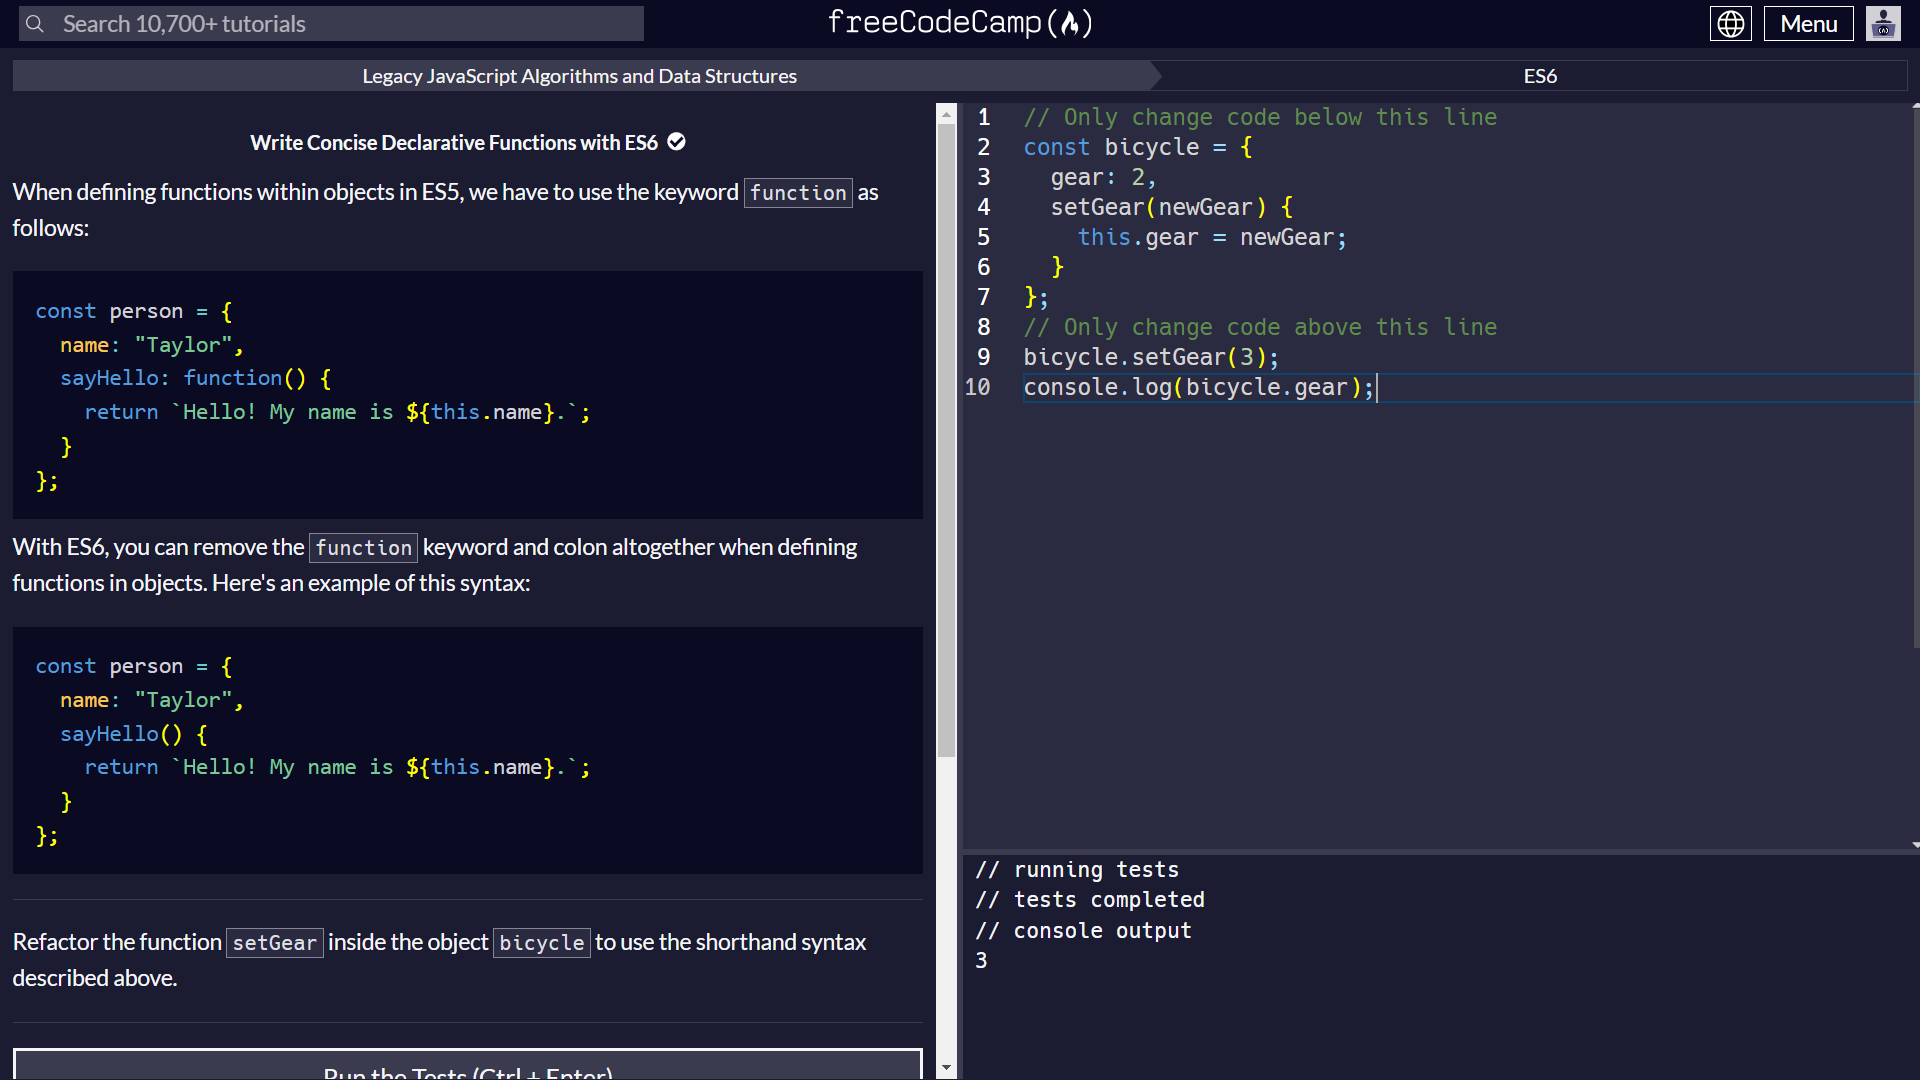 Search 10,700+ tutorials
freeCodeCamp(🔥)
Menu
Legacy JavaScript Algorithms and Data Structures
ES6
Write Concise Declarative Functions with ES6
When defining functions within objects in ES5, we have to use the keyword function as
follows:
const person = {
  name: "Taylor",
  sayHello: function() {
    return `Hello! My name is ${this.name}.`;
  }
};
With ES6, you can remove the function keyword and colon altogether when defining
functions in objects. Here's an example of this syntax:
const person = {
  name: "Taylor",
  sayHello() {
    return `Hello! My name is ${this.name}.`;
  }
};
Refactor the function setGear inside the object bicycle to use the shorthand syntax
described above.
Run the Tests (Ctrl + Enter)
1 // Only change code below this line
2 const bicycle = {
3   gear: 2,
4   setGear(newGear) {
5     this.gear = newGear;
6   }
7 };
8 // Only change code above this line
9 bicycle.setGear(3);
10 console.log(bicycle.gear);
// running tests
// tests completed
// console output
3